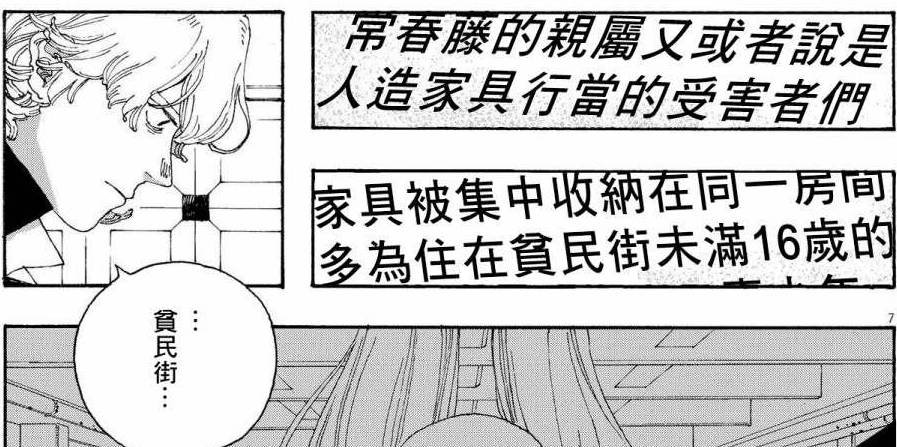 常春藤的親屬又或者說是
人造家具行當的受害者們
家具被集中收納在同一房間
多為住在貧民街未滿16歲的
…
貧民街…
7